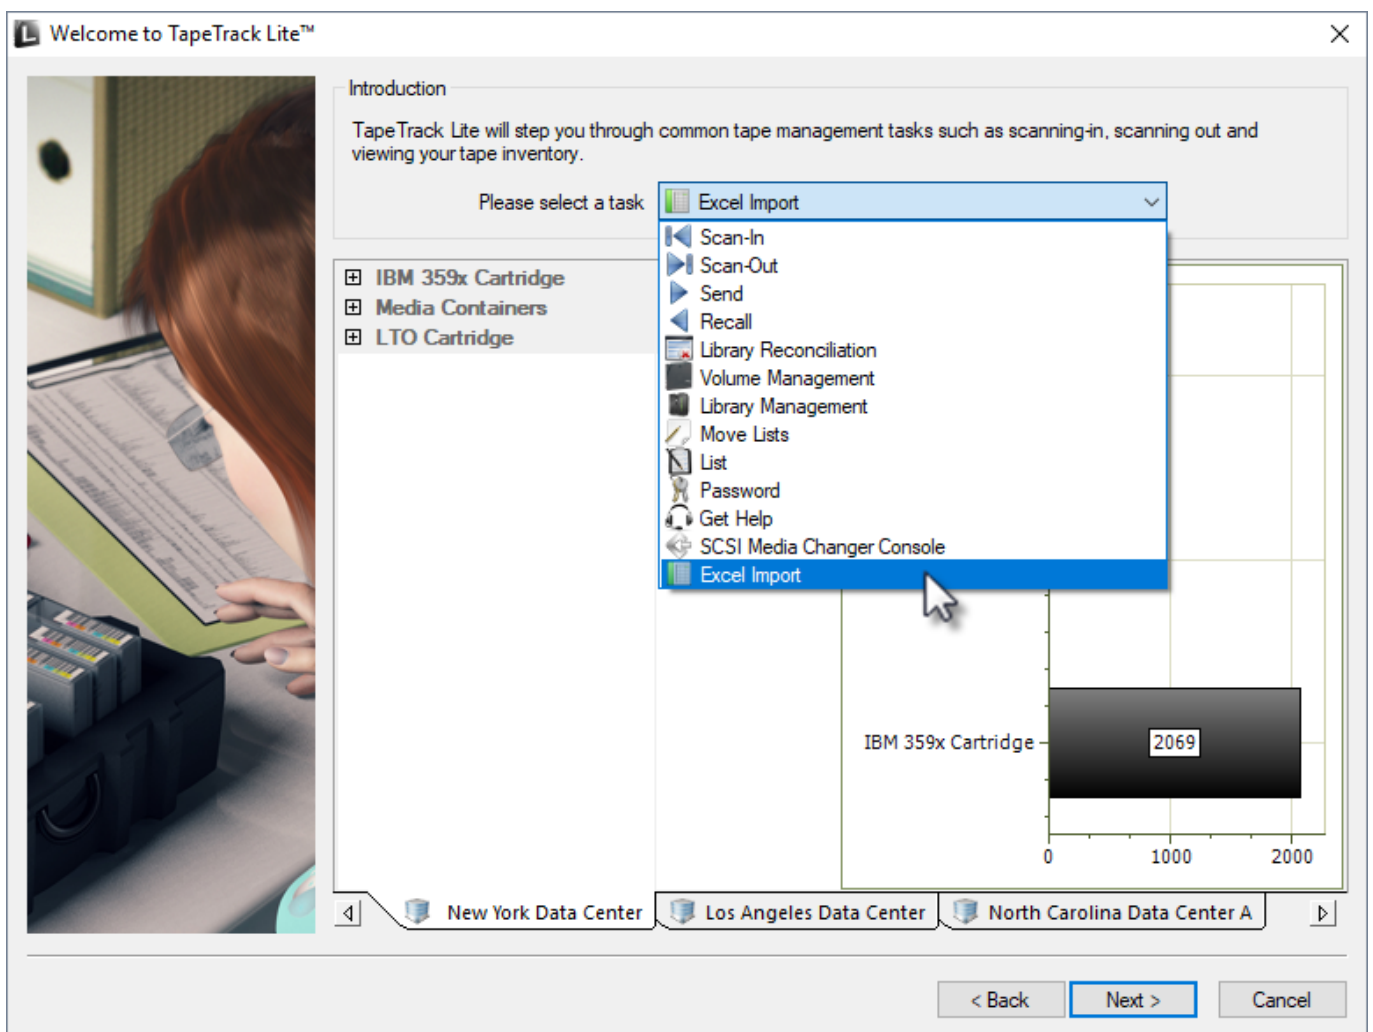 Welcome to TapeTrack Lite™
Introduction
TapeTrack Lite will step you through common tape management tasks such as scanning-in, scanning out and
viewing your tape inventory.
Please select a task
Excel Import
Scan-In
Scan-Out
Send
Recall
Library Reconciliation
Volume Management
Library Management
Move Lists
List
Password
Get Help
SCSI Media Changer Console
Excel Import
IBM 359x Cartridge
Media Containers
LTO Cartridge
IBM 359x Cartridge
2069
0 1000 2000
New York Data Center Los Angeles Data Center North Carolina Data Center A
< Back Next > Cancel